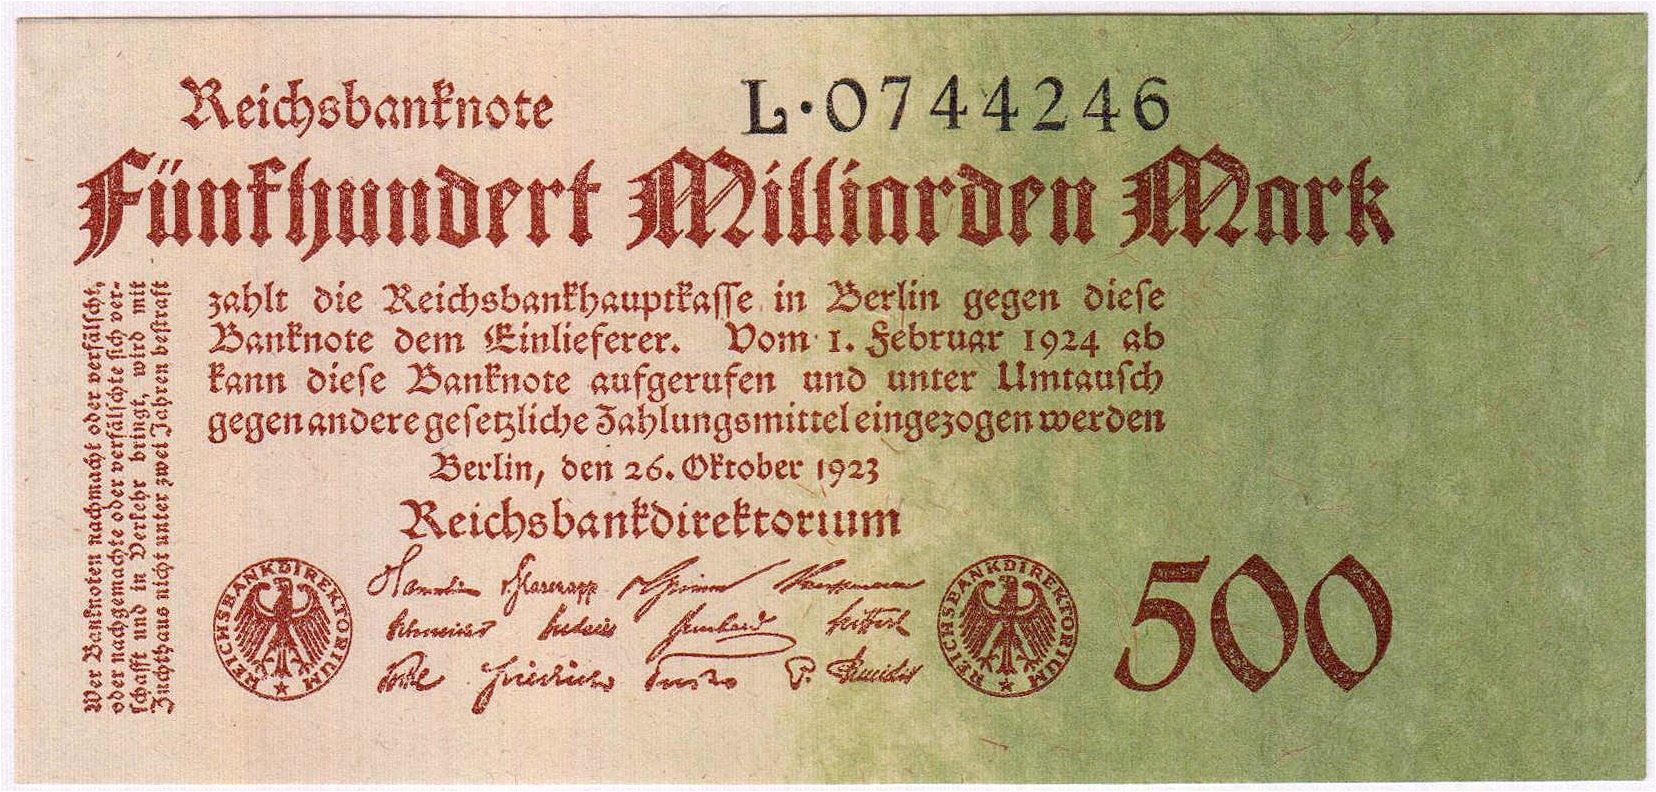 Reichsbanknote
L·0744246
Fünfhundert Milliarden Mark
zahlt die Reichsbankhauptkasse in Berlin gegen diese
Banknote dem Einlieferer. Vom 1. Februar 1924 ab
kann diese Banknote aufgerufen und unter Umtausch
gegen andere gesetzliche Zahlungsmittel eingezogen werden
Berlin, den 26. Oktober 1923
Reichsbankdirektorium
Wer Banknoten nachmacht oder verfälscht,
oder nachgemachte oder verfälschte sich ver-
schafft und in Verkehr bringt, wird mit
Zuchthaus nicht unter zwei Jahren bestraft
REICHSBANKDIREKTORIUM
v. Glasenapp
Friedrich
REICHSBANKDIREKTORIUM
500